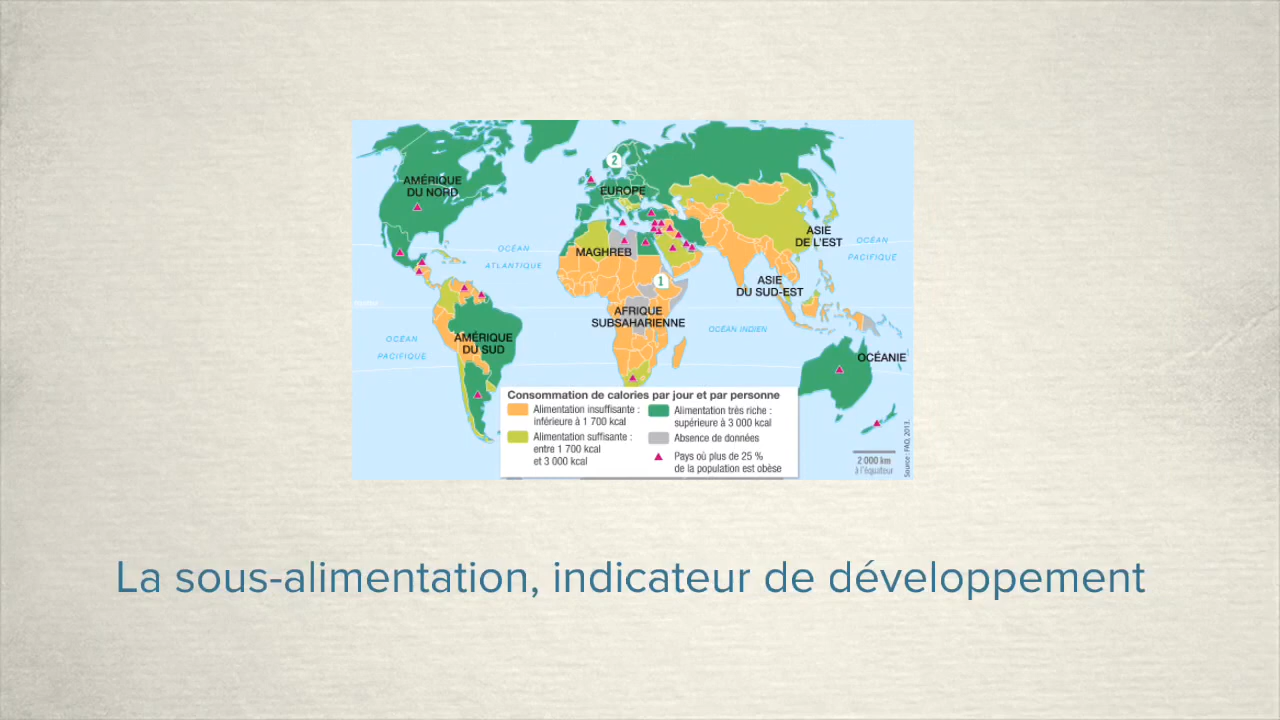 2
AMÉRIQUE
DU NORD
EUROPE
ASIE
DE L'EST
OCÉAN
PACIFIQUE
OCÉAN
ATLANTIQUE
MAGHREB
1
ASIE
DU SUD-EST
AFRIQUE
SUBSAHARIENNE
OCÉAN INDIEN
OCÉAN
PACIFIQUE
AMÉRIQUE
DU SUD
OCÉANIE
Consommation de calories par jour et par personne
Alimentation insuffisante :
inférieure à 1 700 kcal
Alimentation suffisante :
entre 1 700 kcal
et 3 000 kcal
Alimentation très riche :
supérieure à 3 000 kcal
Absence de données
Pays où plus de 25 %
de la population est obèse
2 000 km
à l'équateur
Source : FAO, 2013.
La sous-alimentation, indicateur de développement